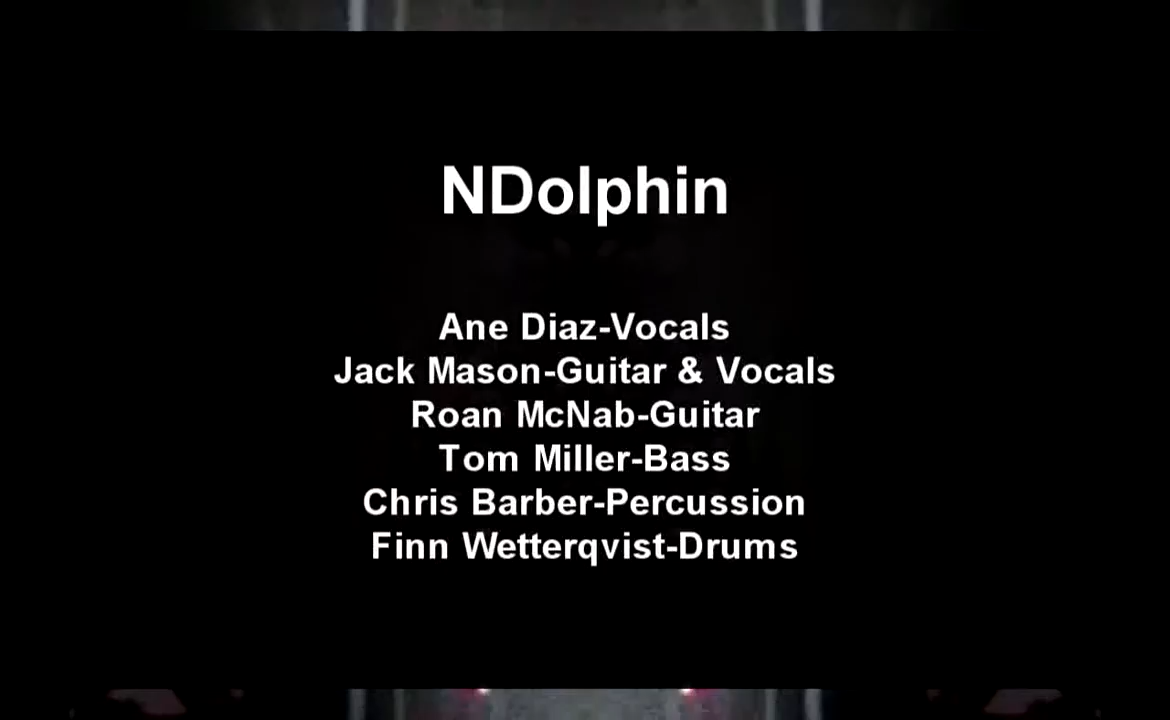 NDolphin
Ane Diaz-Vocals
Jack Mason-Guitar & Vocals
Roan McNab-Guitar
Tom Miller-Bass
Chris Barber-Percussion
Finn Wetterqvist-Drums